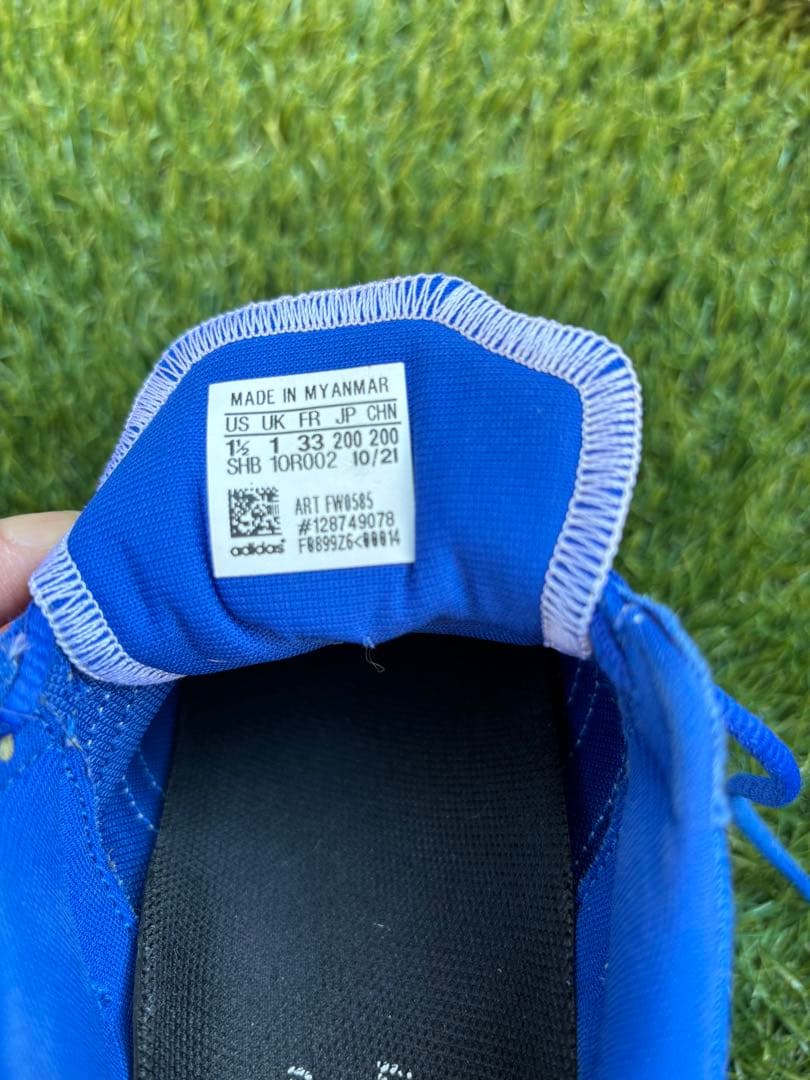 MADE IN MYANMAR
US UK FR JP CHN
1½ 1 33 200 200
SHB 10R002 10/21
ART FW0585
#128749078
adidas F0899Z6<00014